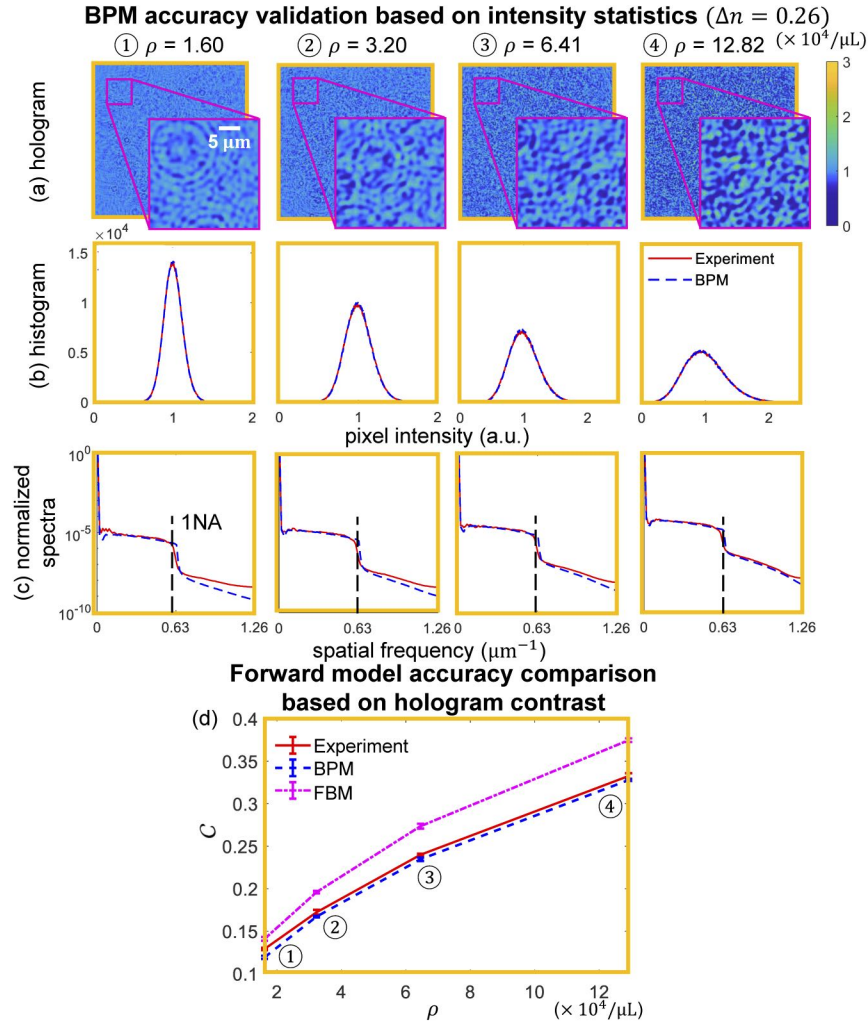 BPM accuracy validation based on intensity statistics (Δn = 0.26)
① ρ = 1.60 ② ρ = 3.20 ③ ρ = 6.41 ④ ρ = 12.82 (× 10⁴/μL)
(a) hologram
5 μm
3
2
1
0
(b) histogram
×10⁴
1.5
1.0
0.5
0
Experiment
BPM
0 1 2 0 1 2 0 1 2 0 1 2
pixel intensity (a.u.)
(c) normalized spectra
10⁰
10⁻⁵
10⁻¹⁰
1NA
0 0.63 1.26 0 0.63 1.26 0 0.63 1.26 0 0.63 1.26
spatial frequency (μm⁻¹)
Forward model accuracy comparison
based on hologram contrast
(d)
0.4
0.35
0.3
0.25
0.2
0.15
0.1
C
Experiment
BPM
FBM
①
②
③
④
2 4 6 8 10 12
ρ (× 10⁴/μL)